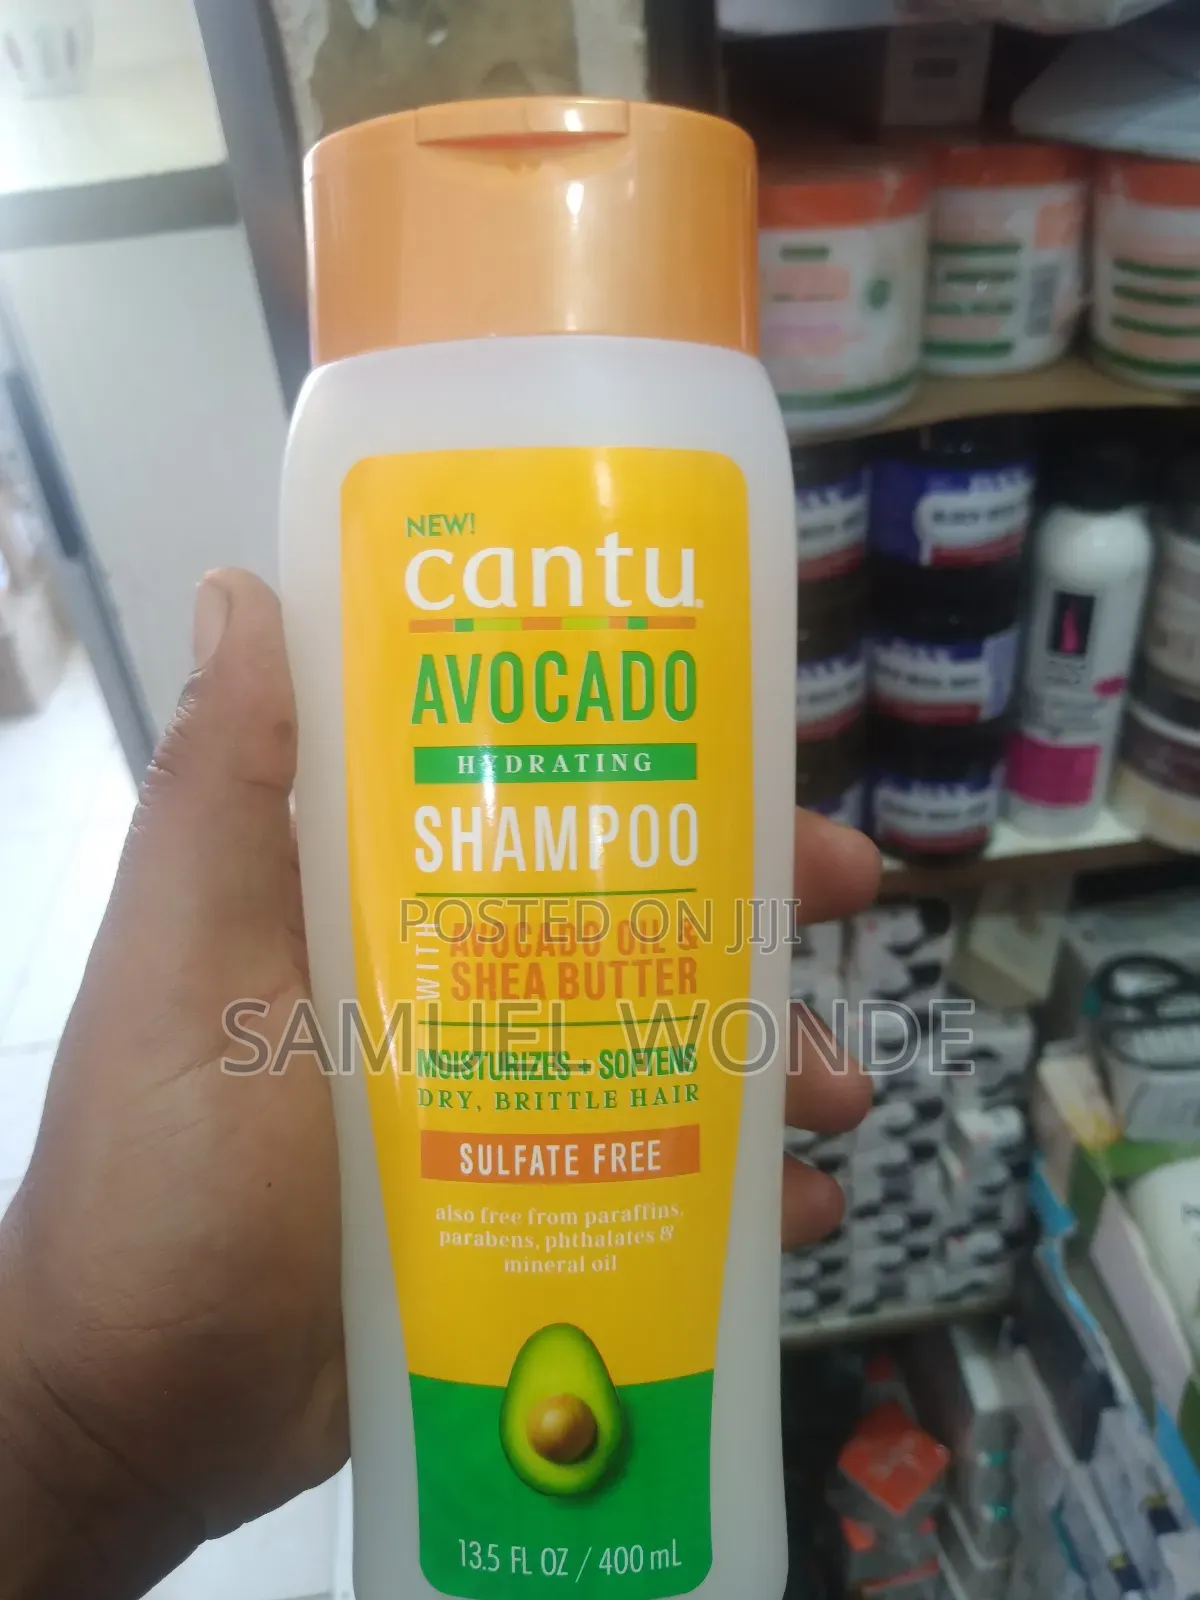 NEW!
cantu.
AVOCADO
HYDRATING
SHAMPOO
WITH
AVOCADO OIL &
SHEA BUTTER
MOISTURIZES + SOFTENS
DRY, BRITTLE HAIR
SULFATE FREE
also free from paraffins,
parabens, phthalates &
mineral oil
13.5 FL OZ / 400 mL
POSTED ON JIJI
SAMUEL WONDE